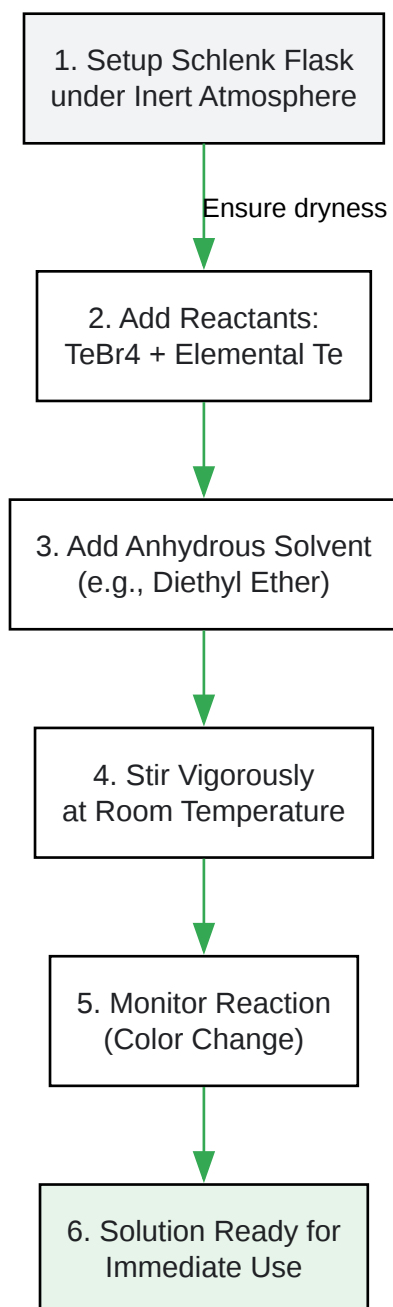 1. Setup Schlenk Flask
under Inert Atmosphere
Ensure dryness
2. Add Reactants:
TeBr4 + Elemental Te
3. Add Anhydrous Solvent
(e.g., Diethyl Ether)
4. Stir Vigorously
at Room Temperature
5. Monitor Reaction
(Color Change)
6. Solution Ready for
Immediate Use